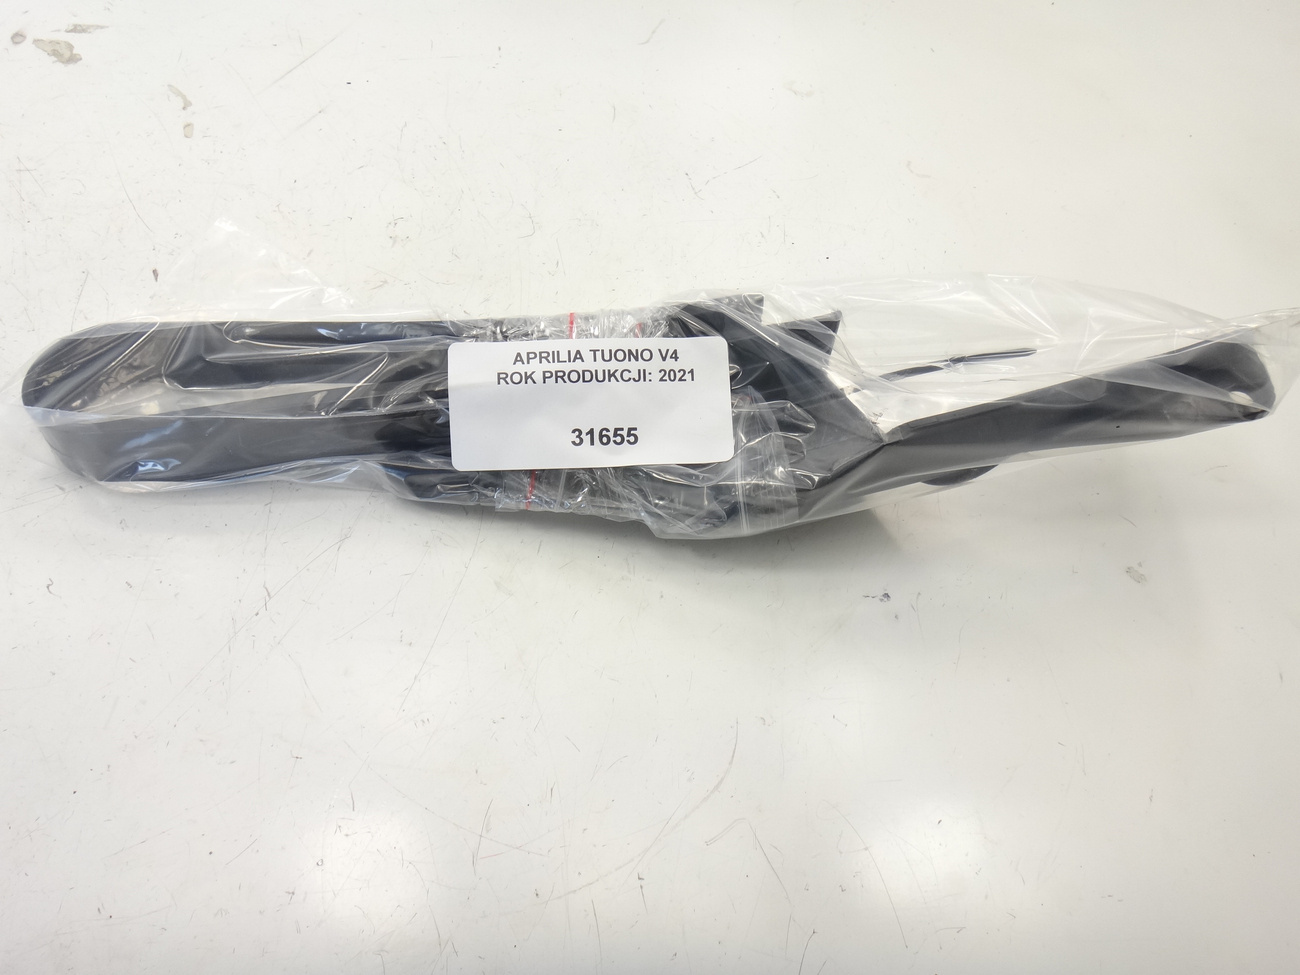 APRILIA TUONO V4
ROK PRODUKCJI: 2021
31655